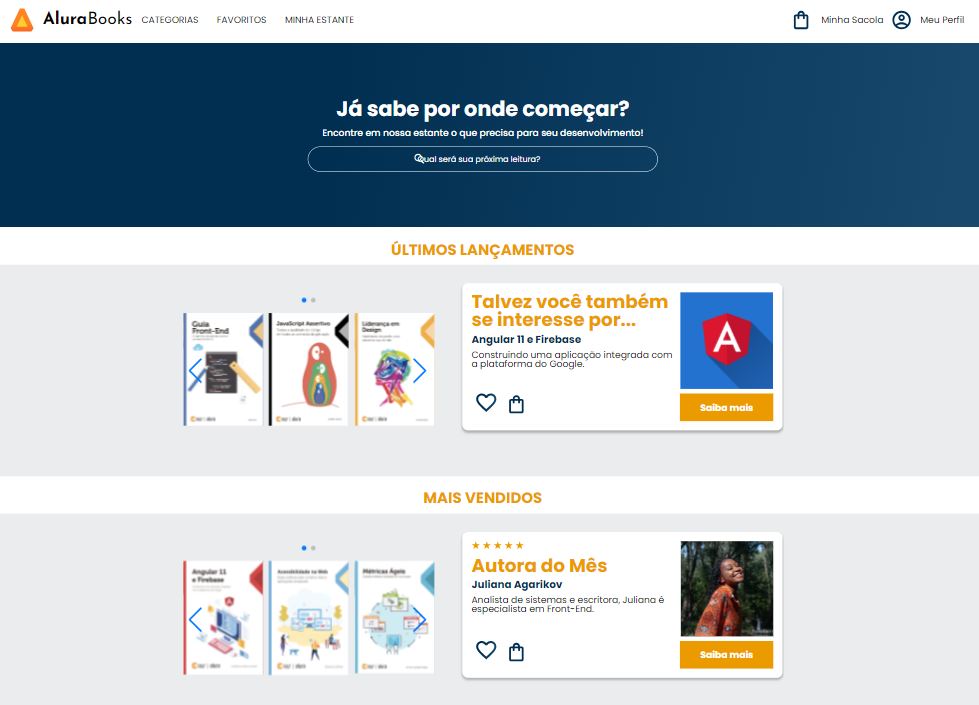 AluraBooks
CATEGORIAS
FAVORITOS
MINHA ESTANTE
Minha Sacola
Meu Perfil
Já sabe por onde começar?
Encontre em nossa estante o que precisa para seu desenvolvimento!
Qual será sua próxima leitura?
ÚLTIMOS LANÇAMENTOS
Guia
Front-End
JavaScript Assertivo
Liderança em
Design
Talvez você também
se interesse por...
Angular 11 e Firebase
Construindo uma aplicação integrada com
a plataforma do Google.
A
Saiba mais
MAIS VENDIDOS
Angular 11
e Firebase
Acessibilidade na Web
Métricas Ágeis
Autora do Mês
Juliana Agarikov
Analista de sistemas e escritora, Juliana é
especialista em Front-End.
Saiba mais